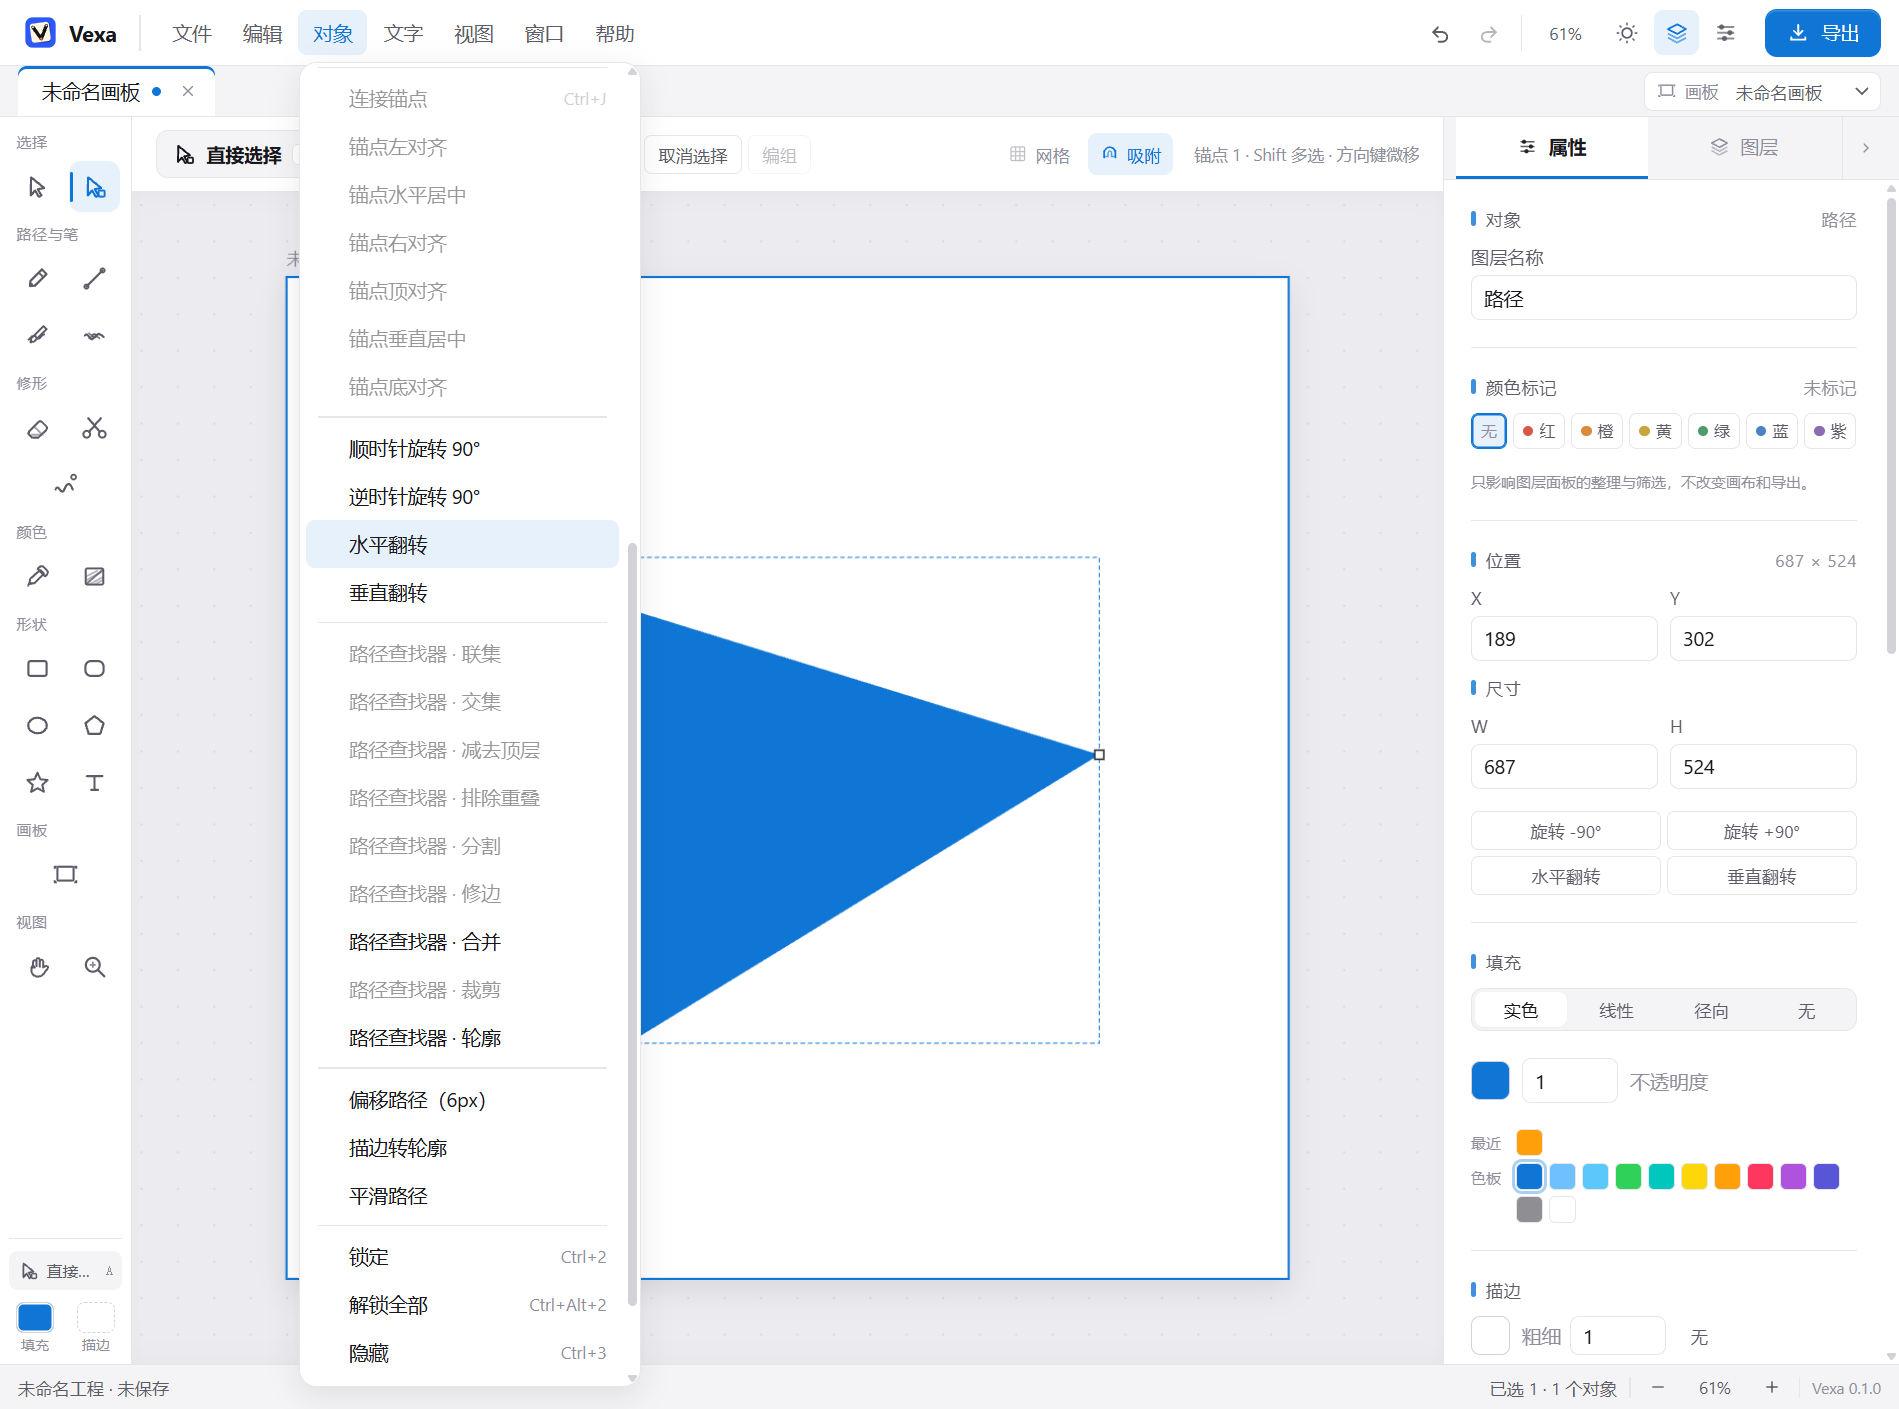 Vexa
文件 编辑 对象 文字 视图 窗口 帮助
61%
导出
未命名画板
画板 未命名画板
选择
路径与笔
修形
颜色
形状
画板
视图
直接...
填充 描边
直接选择
取消选择 编组
网格 吸附 锚点 1 · Shift 多选 · 方向键微移
连接锚点 Ctrl+J
锚点左对齐
锚点水平居中
锚点右对齐
锚点顶对齐
锚点垂直居中
锚点底对齐
顺时针旋转 90°
逆时针旋转 90°
水平翻转
垂直翻转
路径查找器 · 联集
路径查找器 · 交集
路径查找器 · 减去顶层
路径查找器 · 排除重叠
路径查找器 · 分割
路径查找器 · 修边
路径查找器 · 合并
路径查找器 · 裁剪
路径查找器 · 轮廓
偏移路径（6px）
描边转轮廓
平滑路径
锁定 Ctrl+2
解锁全部 Ctrl+Alt+2
隐藏 Ctrl+3
属性 图层
对象 路径
图层名称
路径
颜色标记 未标记
无 红 橙 黄 绿 蓝 紫
只影响图层面板的整理与筛选，不改变画布和导出。
位置 687 × 524
X Y
189 302
尺寸
W H
687 524
旋转 -90° 旋转 +90°
水平翻转 垂直翻转
填充
实色 线性 径向 无
1 不透明度
最近
色板
描边
粗细 1 无
未命名工程 · 未保存
已选 1 · 1 个对象 61% Vexa 0.1.0